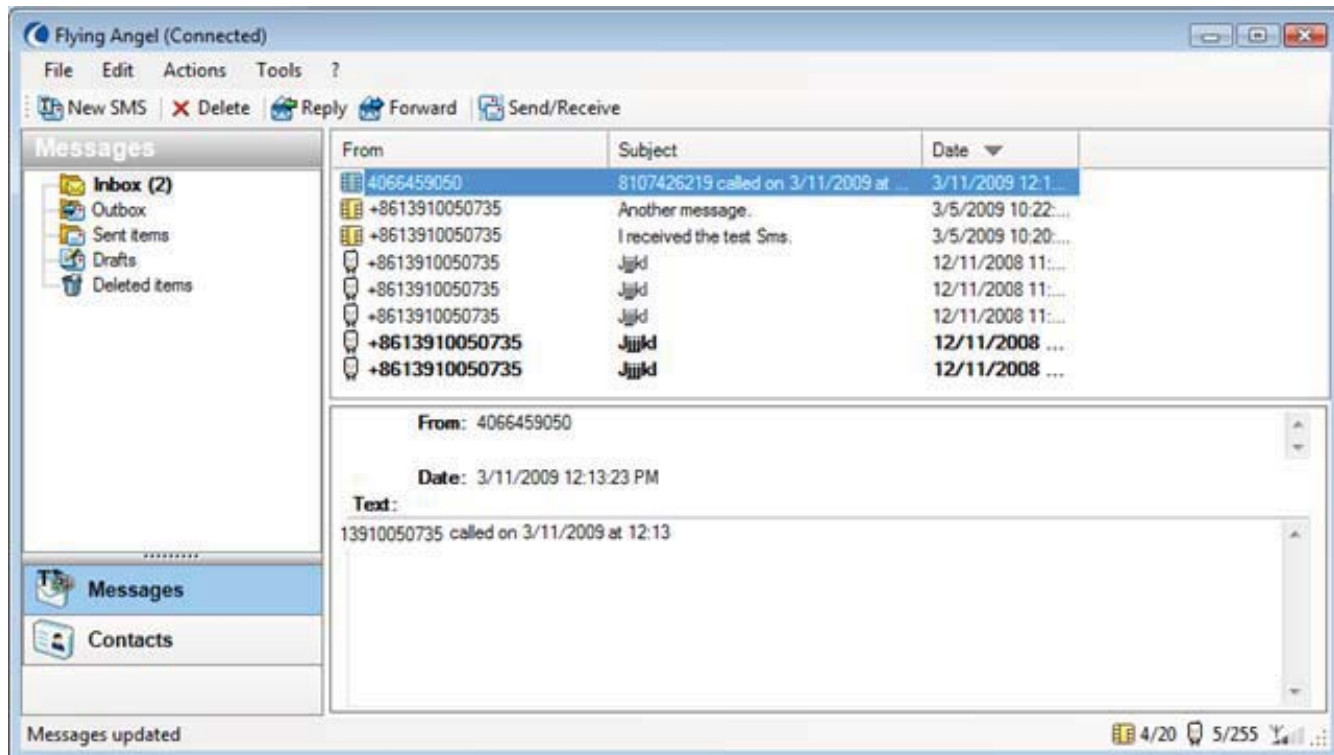 Flying Angel (Connected)
File Edit Actions Tools ?
New SMS Delete Reply Forward Send/Receive
Messages
From Subject Date
Inbox (2)
Outbox
Sent items
Drafts
Deleted items
4066459050 8107426219 called on 3/11/2009 at ... 3/11/2009 12:1...
+8613910050735 Another message. 3/5/2009 10:22:...
+8613910050735 I received the test Sms. 3/5/2009 10:20:...
+8613910050735 Jjjkl 12/11/2008 11:...
+8613910050735 Jjjkl 12/11/2008 11:...
+8613910050735 Jjjkl 12/11/2008 11:...
+8613910050735 Jjjjkl 12/11/2008 ...
+8613910050735 Jjjjkl 12/11/2008 ...
From: 4066459050
Date: 3/11/2009 12:13:23 PM
Text:
13910050735 called on 3/11/2009 at 12:13
Messages
Contacts
Messages updated
4/20 5/255